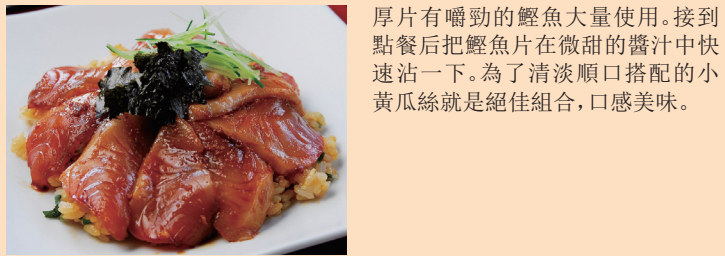 厚片有嚼勁的鰹魚大量使用。接到
點餐后把鰹魚片在微甜的醬汁中快
速沾一下。為了清淡順口搭配的小
黃瓜絲就是絕佳組合，口感美味。